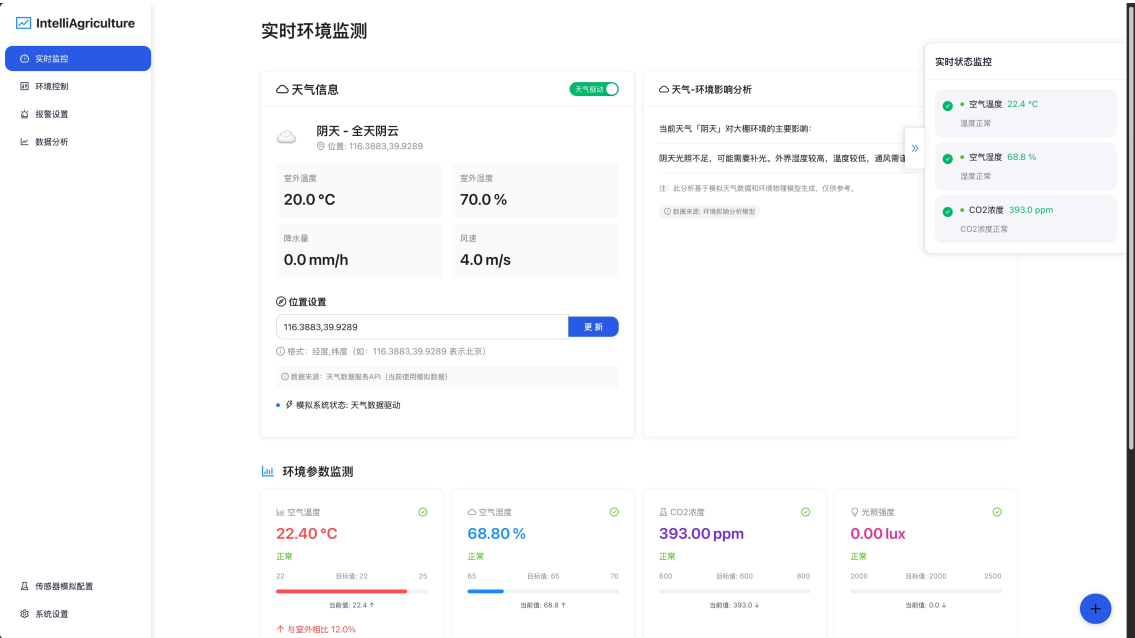 IntelliAgriculture
实时监控
环境控制
报警设置
数据分析
传感器模拟配置
系统设置
实时环境监测
天气信息
天气驱动
阴天 - 全天阴云
位置: 116.3883,39.9289
室外温度
20.0 °C
室外湿度
70.0 %
降水量
0.0 mm/h
风速
4.0 m/s
位置设置
116.3883,39.9289
更 新
格式：经度,纬度（如：116.3883,39.9289 表示北京）
数据来源：天气数据服务API（当前使用模拟数据）
模拟系统状态: 天气数据驱动
天气-环境影响分析
当前天气「阴天」对大棚环境的主要影响:
阴天光照不足，可能需要补光。外界湿度较高，温度较低，通风需
注：此分析基于模拟天气数据和环境物理模型生成，仅供参考。
数据来源: 环境影响分析模型
实时状态监控
空气温度 22.4 °C
温度正常
空气湿度 68.8 %
湿度正常
CO2浓度 393.0 ppm
CO2浓度正常
环境参数监测
空气温度
22.40 °C
正常
22 目标值: 22 25
当前值: 22.4 ↑
↑ 与室外相比 12.0%
空气湿度
68.80 %
正常
65 目标值: 65 70
当前值: 68.8 ↑
CO2浓度
393.00 ppm
正常
600 目标值: 600 800
当前值: 393.0 ↓
光照强度
0.00 lux
正常
2000 目标值: 2000 2500
当前值: 0.0 ↓